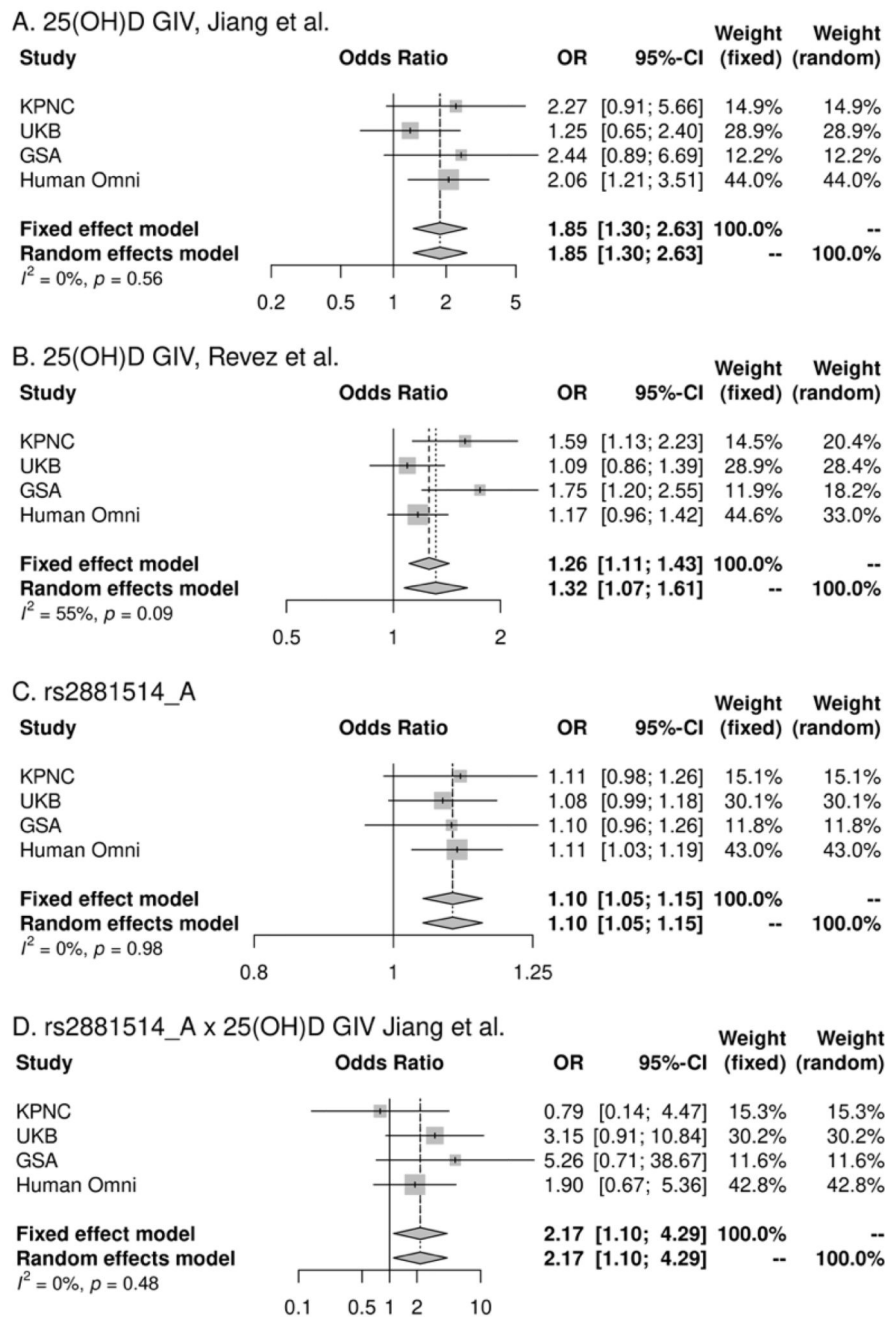 A. 25(OH)D GIV, Jiang et al.
Weight Weight
Study Odds Ratio OR 95%-CI (fixed) (random)
KPNC 2.27 [0.91; 5.66] 14.9% 14.9%
UKB 1.25 [0.65; 2.40] 28.9% 28.9%
GSA 2.44 [0.89; 6.69] 12.2% 12.2%
Human Omni 2.06 [1.21; 3.51] 44.0% 44.0%
Fixed effect model 1.85 [1.30; 2.63] 100.0% --
Random effects model 1.85 [1.30; 2.63] -- 100.0%
I² = 0%, p = 0.56
0.2 0.5 1 2 5
B. 25(OH)D GIV, Revez et al.
Weight Weight
Study Odds Ratio OR 95%-CI (fixed) (random)
KPNC 1.59 [1.13; 2.23] 14.5% 20.4%
UKB 1.09 [0.86; 1.39] 28.9% 28.4%
GSA 1.75 [1.20; 2.55] 11.9% 18.2%
Human Omni 1.17 [0.96; 1.42] 44.6% 33.0%
Fixed effect model 1.26 [1.11; 1.43] 100.0% --
Random effects model 1.32 [1.07; 1.61] -- 100.0%
I² = 55%, p = 0.09
0.5 1 2
C. rs2881514_A
Weight Weight
Study Odds Ratio OR 95%-CI (fixed) (random)
KPNC 1.11 [0.98; 1.26] 15.1% 15.1%
UKB 1.08 [0.99; 1.18] 30.1% 30.1%
GSA 1.10 [0.96; 1.26] 11.8% 11.8%
Human Omni 1.11 [1.03; 1.19] 43.0% 43.0%
Fixed effect model 1.10 [1.05; 1.15] 100.0% --
Random effects model 1.10 [1.05; 1.15] -- 100.0%
I² = 0%, p = 0.98
0.8 1 1.25
D. rs2881514_A x 25(OH)D GIV Jiang et al.
Weight Weight
Study Odds Ratio OR 95%-CI (fixed) (random)
KPNC 0.79 [0.14; 4.47] 15.3% 15.3%
UKB 3.15 [0.91; 10.84] 30.2% 30.2%
GSA 5.26 [0.71; 38.67] 11.6% 11.6%
Human Omni 1.90 [0.67; 5.36] 42.8% 42.8%
Fixed effect model 2.17 [1.10; 4.29] 100.0% --
Random effects model 2.17 [1.10; 4.29] -- 100.0%
I² = 0%, p = 0.48
0.1 0.5 1 2 10